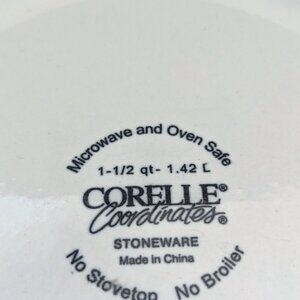 Microwave and Oven Safe
1-1/2 qt- 1.42 L
CORELLE®
Coordinates®
STONEWARE
Made in China
No Stovetop No Broiler